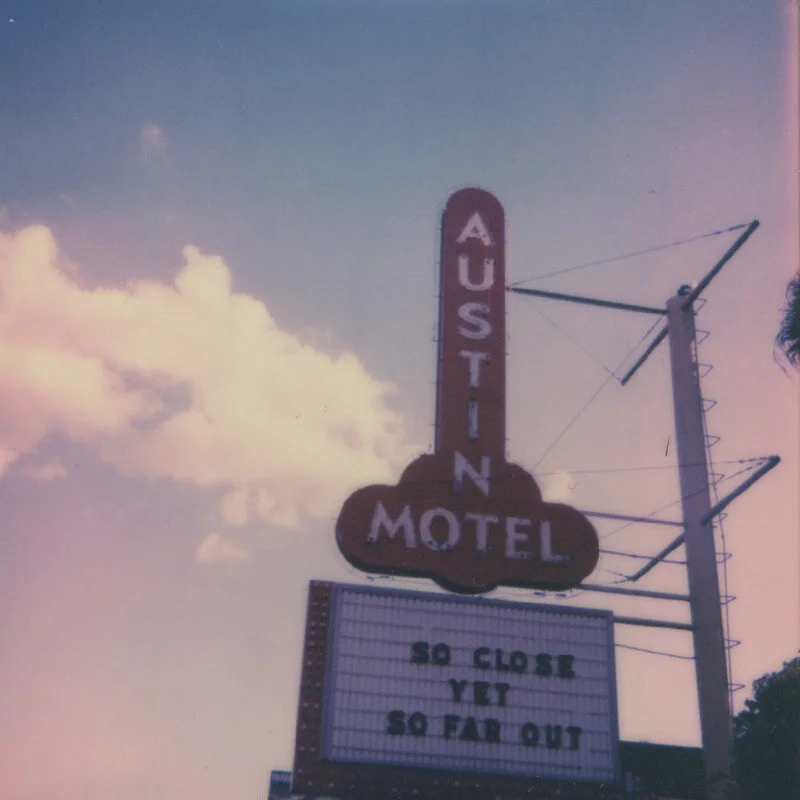 AUSTIN
MOTEL
SO CLOSE
YET
SO FAR OUT